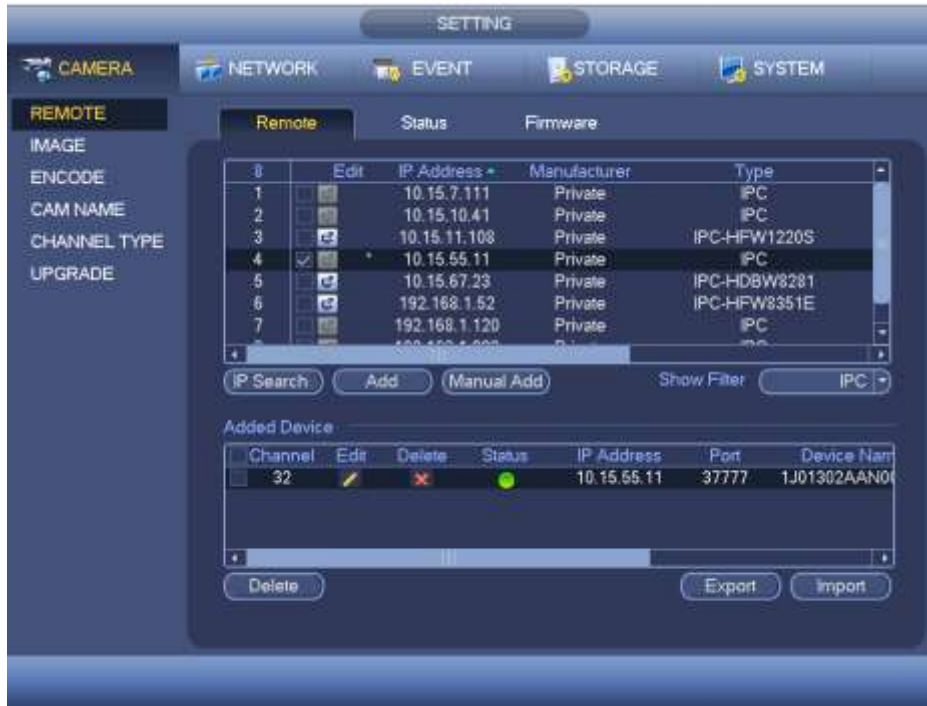 SETTING
CAMERA NETWORK EVENT STORAGE SYSTEM
REMOTE
IMAGE
ENCODE
CAM NAME
CHANNEL TYPE
UPGRADE
Remote Status Firmware
8 Edit IP Address Manufacturer Type
1 10.15.7.111 Private IPC
2 10.15.10.41 Private IPC
3 10.15.11.108 Private IPC-HFW1220S
4 * 10.15.55.11 Private IPC
5 10.15.67.23 Private IPC-HDBW8281
6 192.168.1.52 Private IPC-HFW8351E
7 192.168.1.120 Private IPC
IP Search Add Manual Add Show Filter IPC
Added Device
Channel Edit Delete Status IP Address Port Device Nam
32 10.15.55.11 37777 1J01302AAN00
Delete Export Import